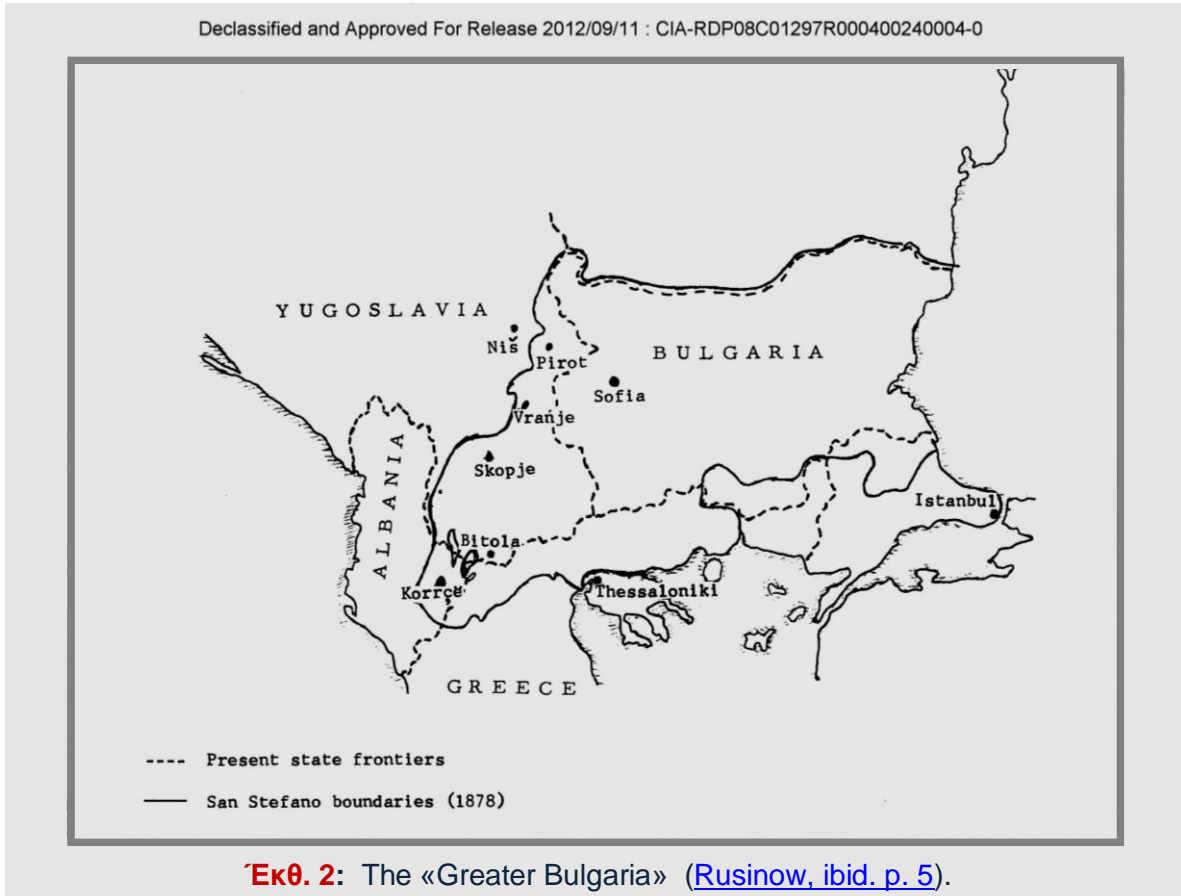 Declassified and Approved For Release 2012/09/11 : CIA-RDP08C01297R000400240004-0
YUGOSLAVIA
Niš
Pirot
BULGARIA
Sofia
Vranje
Skopje
ALBANIA
Istanbul
Bitola
Korrçe
Thessaloniki
GREECE
---- Present state frontiers
—— San Stefano boundaries (1878)
Έκθ. 2: The «Greater Bulgaria» (Rusinow, ibid. p. 5).